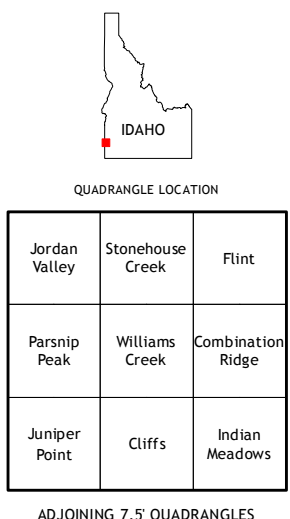 IDAHO
QUADRANGLE LOCATION
Jordan
Valley
Stonehouse
Creek
Flint
Parsnip
Peak
Williams
Creek
Combination
Ridge
Juniper
Point
Cliffs
Indian
Meadows
ADJOINING 7.5' QUADRANGLES